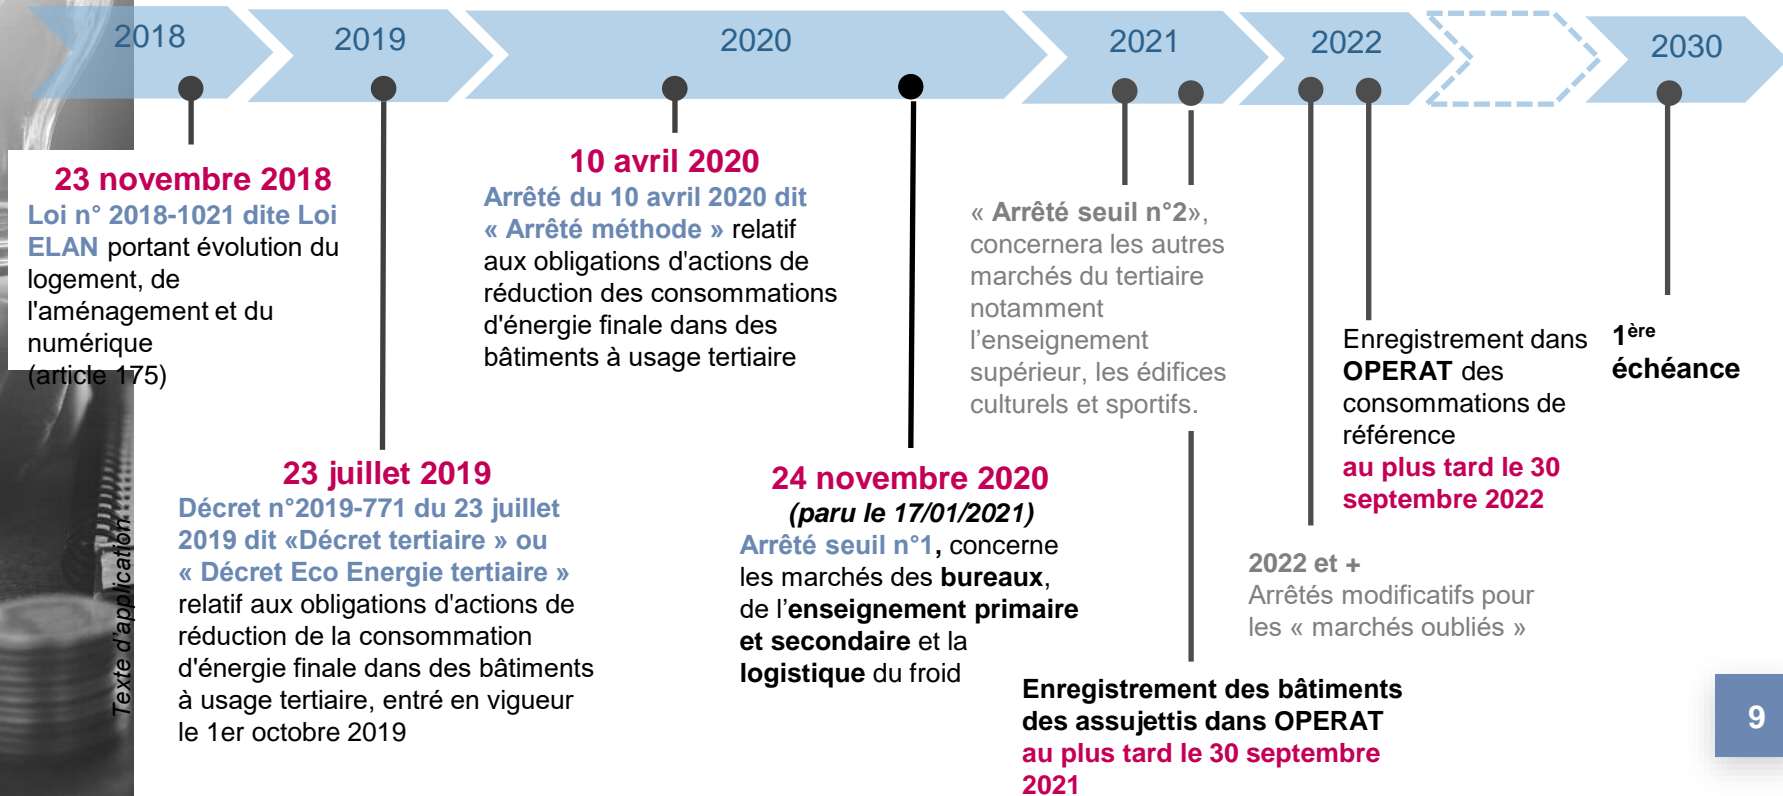 2018
2019
2020
2021
2022
2030
23 novembre 2018
Loi n° 2018-1021 dite Loi
ELAN portant évolution du
logement, de
l'aménagement et du
numérique
(article 175)
23 juillet 2019
Décret n°2019-771 du 23 juillet
2019 dit «Décret tertiaire » ou
« Décret Eco Energie tertiaire »
relatif aux obligations d'actions de
réduction de la consommation
d'énergie finale dans des bâtiments
à usage tertiaire, entré en vigueur
le 1er octobre 2019
10 avril 2020
Arrêté du 10 avril 2020 dit
« Arrêté méthode » relatif
aux obligations d'actions de
réduction des consommations
d'énergie finale dans des
bâtiments à usage tertiaire
24 novembre 2020
(paru le 17/01/2021)
Arrêté seuil n°1, concerne
les marchés des bureaux,
de l'enseignement primaire
et secondaire et la
logistique du froid
« Arrêté seuil n°2»,
concernera les autres
marchés du tertiaire
notamment
l’enseignement
supérieur, les édifices
culturels et sportifs.
Enregistrement des bâtiments
des assujettis dans OPERAT
au plus tard le 30 septembre
2021
2022 et +
Arrêtés modificatifs pour
les « marchés oubliés »
Enregistrement dans
OPERAT des
consommations de
référence
au plus tard le 30
septembre 2022
1ère
échéance
Texte d'application
9